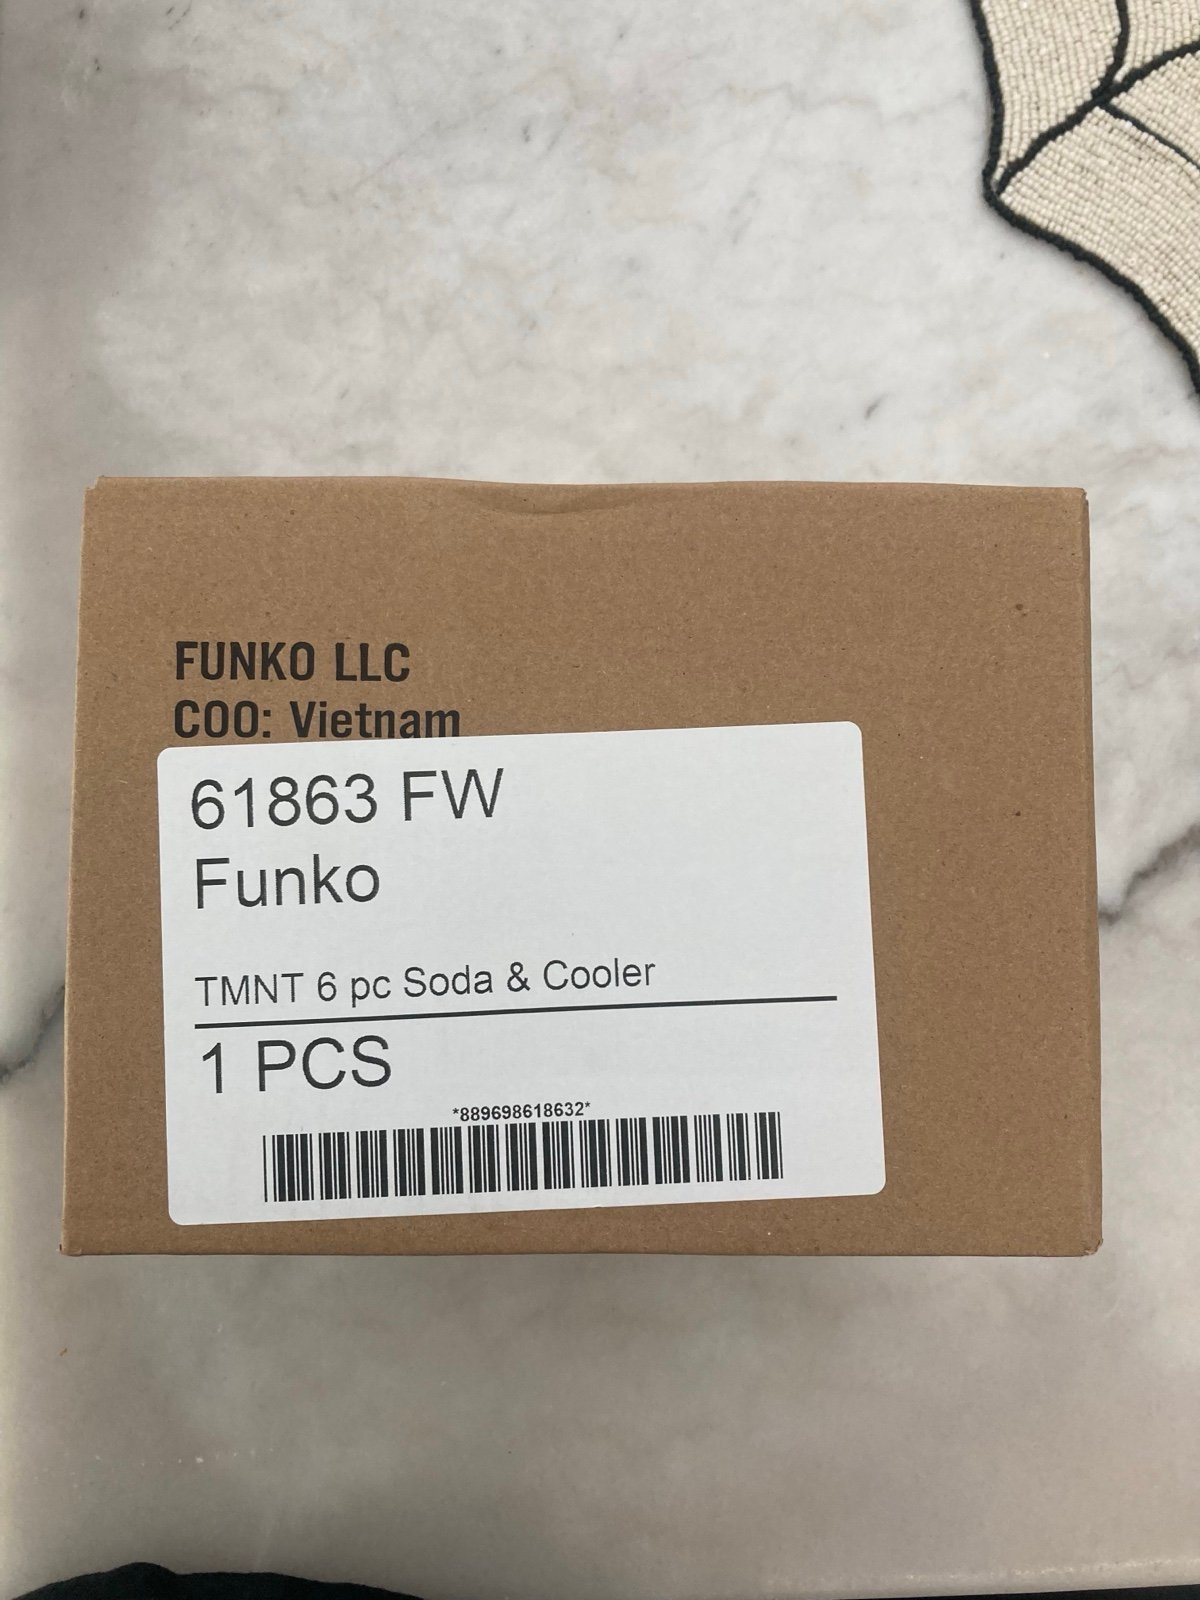 FUNKO LLC
COO: Vietnam
61863 FW
Funko
TMNT 6 pc Soda & Cooler
1 PCS
*889698618632*